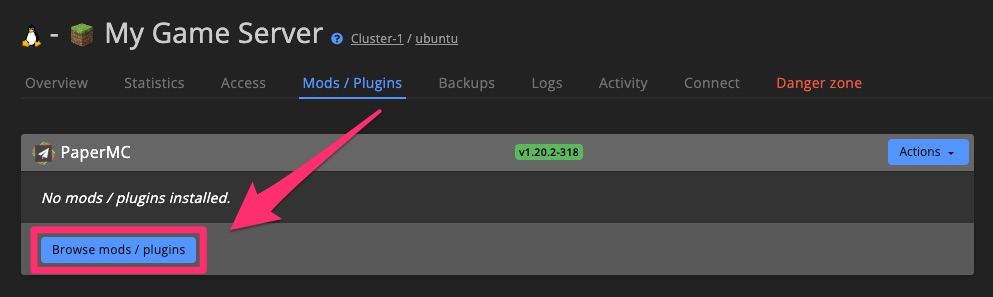 - My Game Server ? Cluster-1 / ubuntu
Overview Statistics Access Mods / Plugins Backups Logs Activity Connect Danger zone
PaperMC v1.20.2-318 Actions
No mods / plugins installed.
Browse mods / plugins